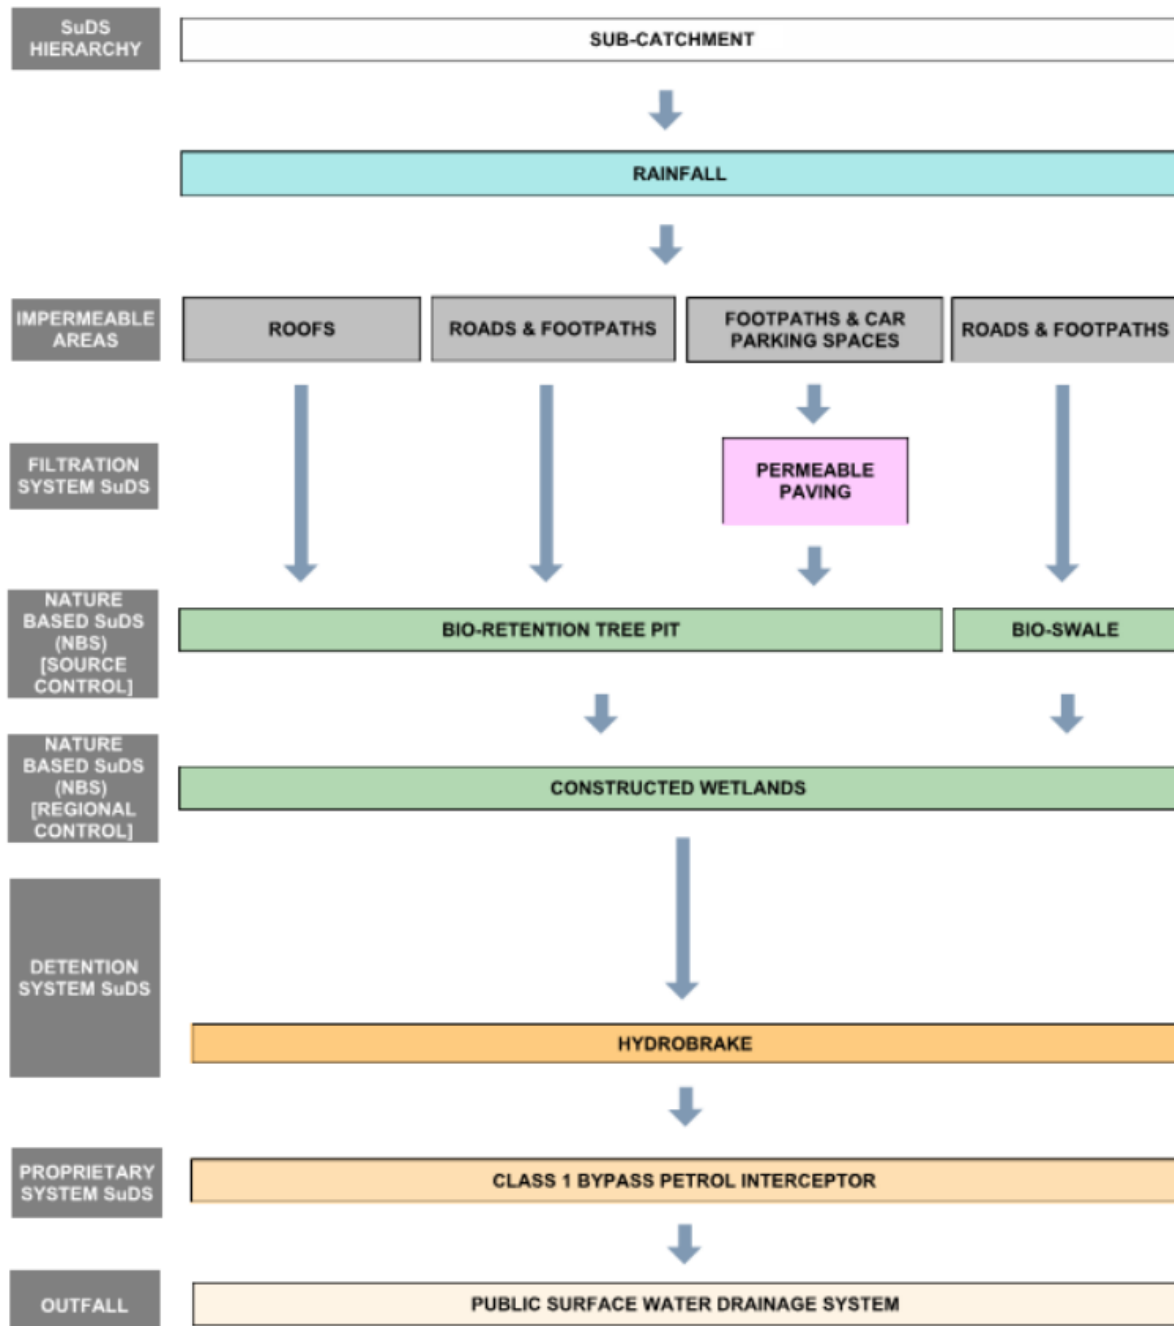 SuDS
HIERARCHY
SUB-CATCHMENT
RAINFALL
IMPERMEABLE
AREAS
ROOFS
ROADS & FOOTPATHS
FOOTPATHS & CAR
PARKING SPACES
ROADS & FOOTPATHS
FILTRATION
SYSTEM SuDS
PERMEABLE
PAVING
NATURE
BASED SuDS
(NBS)
[SOURCE
CONTROL]
BIO-RETENTION TREE PIT
BIO-SWALE
NATURE
BASED SuDS
(NBS)
[REGIONAL
CONTROL]
CONSTRUCTED WETLANDS
DETENTION
SYSTEM SuDS
HYDROBRAKE
PROPRIETARY
SYSTEM SuDS
CLASS 1 BYPASS PETROL INTERCEPTOR
OUTFALL
PUBLIC SURFACE WATER DRAINAGE SYSTEM